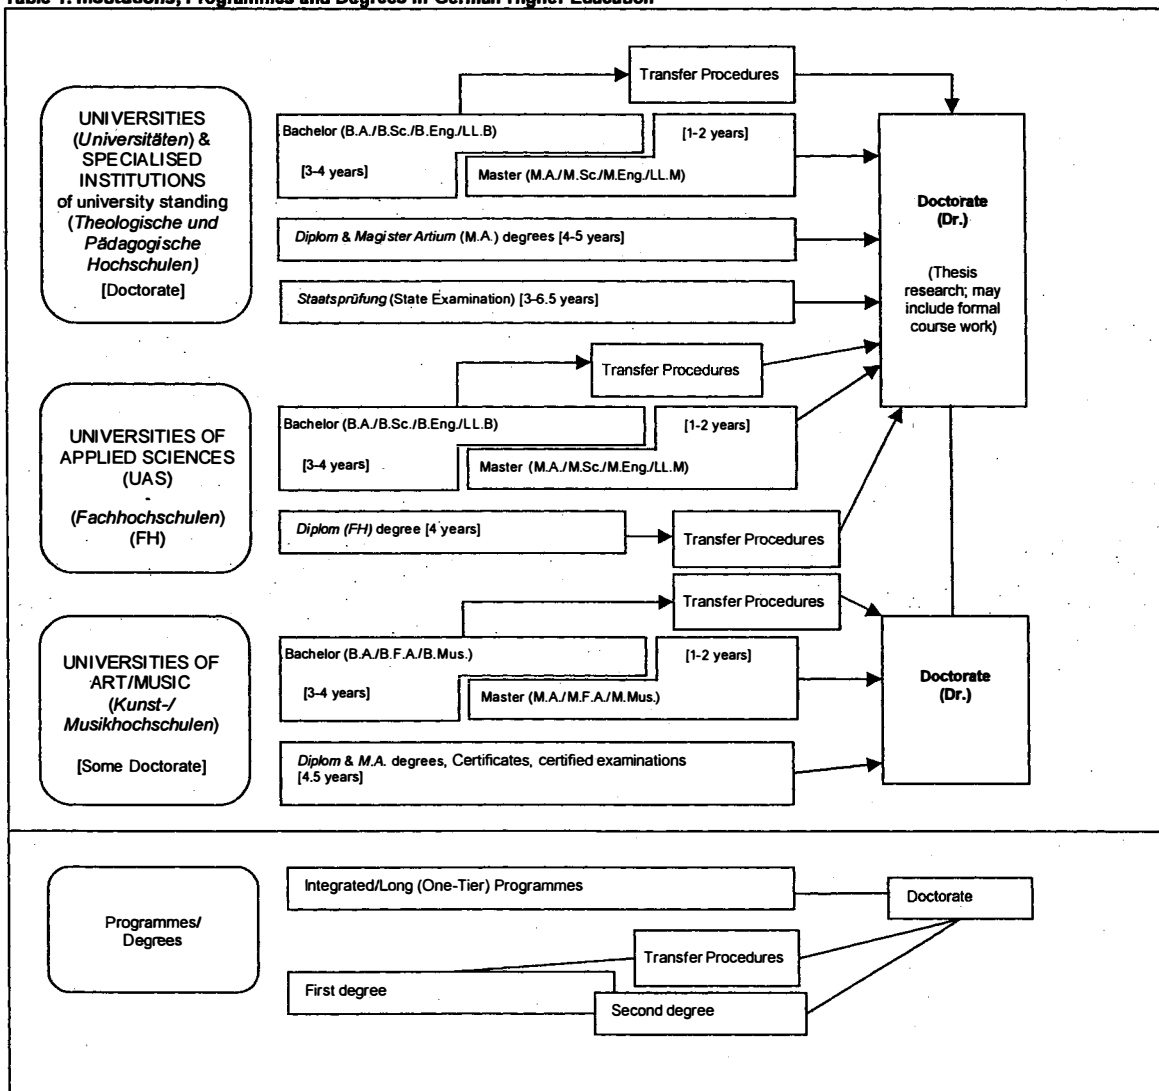 Table 1: Institutions, Programmes and Degrees in German Higher Education
Transfer Procedures
UNIVERSITIES
(Universitäten) &
SPECIALISED
INSTITUTIONS
of university standing
(Theologische und
Pädagogische
Hochschulen)
[Doctorate]
Bachelor (B.A./B.Sc./B.Eng./LL.B)
[3-4 years]
[1-2 years]
Master (M.A./M.Sc./M.Eng./LL.M)
Diplom & Magister Artium (M.A.) degrees [4-5 years]
Staatsprüfung (State Examination) [3-6.5 years]
Doctorate
(Dr.)
(Thesis
research; may
include formal
course work)
Transfer Procedures
UNIVERSITIES OF
APPLIED SCIENCES
(UAS)
-
(Fachhochschulen)
(FH)
Bachelor (B.A./B.Sc./B.Eng./LL.B)
[3-4 years]
[1-2 years]
Master (M.A./M.Sc./M.Eng./LL.M)
Diplom (FH) degree [4 years]
Transfer Procedures
Transfer Procedures
UNIVERSITIES OF
ART/MUSIC
(Kunst-/
Musikhochschulen)
[Some Doctorate]
Bachelor (B.A./B.F.A./B.Mus.)
[3-4 years]
[1-2 years]
Master (M.A./M.F.A./M.Mus.)
Diplom & M.A. degrees, Certificates, certified examinations
[4.5 years]
Doctorate
(Dr.)
Programmes/
Degrees
Integrated/Long (One-Tier) Programmes
Doctorate
Transfer Procedures
First degree
Second degree